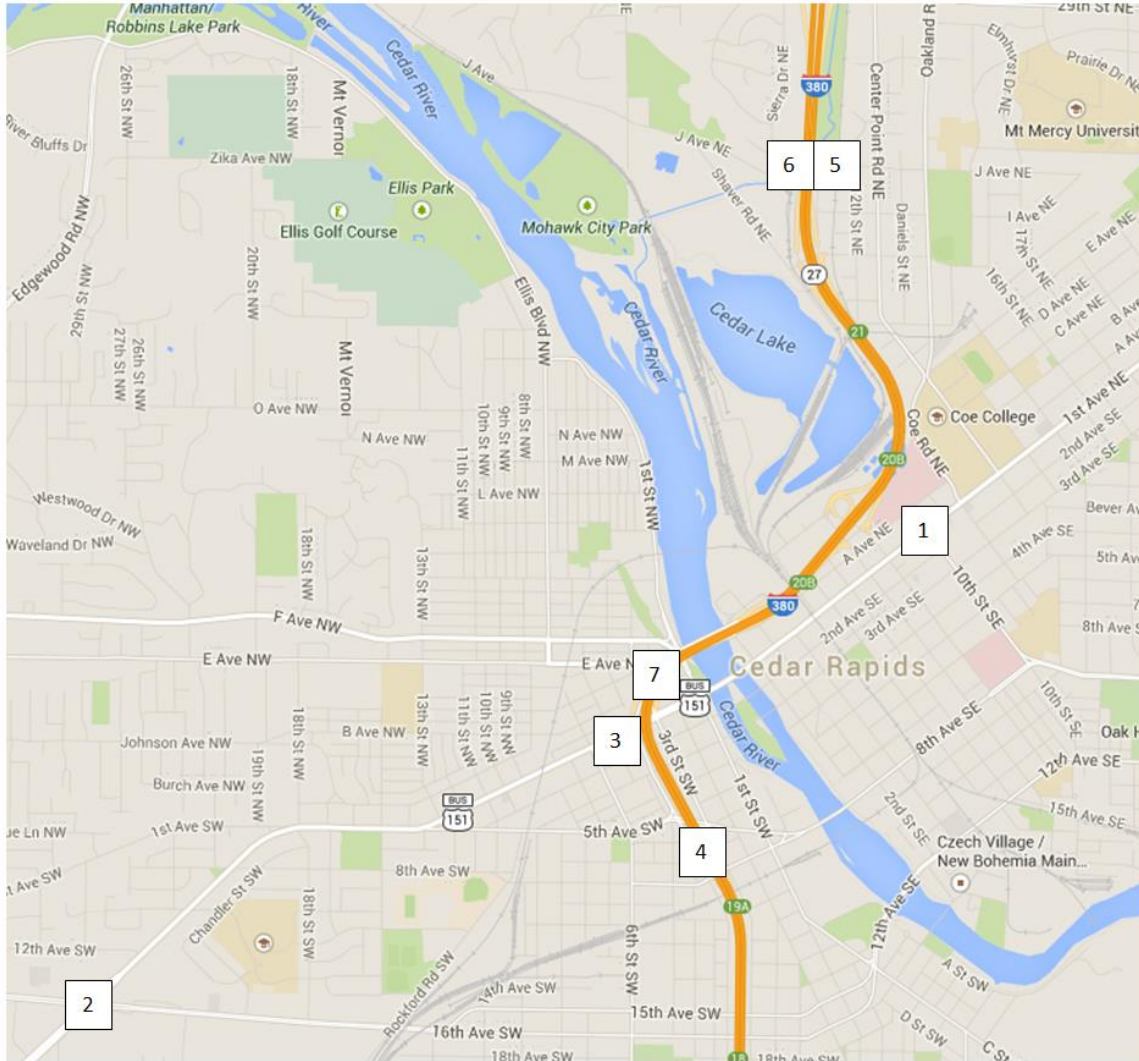 Manhattan/
Robbins Lake Park
River
Cedar River
J Ave
29th St NE
Oakland R
Elmhurst Dr NE
Prairie Dr NE
Sierra Dr NE
380
Center Point Rd NE
Mt Mercy University
26th St NW
18th St NW
Mt Vernon
River Bluffs Dr
Zika Ave NW
J Ave NE
6
5
J Ave NE
Shaver Rd NE
2th St NE
Daniels St NE
I Ave NE
17th St NE
E Ave NE
16th St NE
D Ave NE
C Ave NE
B Ave
A Av
Ellis Park
Ellis Golf Course
Mohawk City Park
Edgewood Rd NW
29th St NW
20th St NW
Ellis Blvd NW
Cedar River
27
Cedar Lake
21
26th St NW
27th St NW
Mt Vernor
8th St NW
9th St NW
10th St NW
11th St NW
O Ave NW
N Ave NW
N Ave NW
M Ave NW
L Ave NW
1st St NW
Coe College
Coe Rd NE
1st Ave NE
2nd Ave SE
3rd Ave SE
20B
Westwood Dr NW
Waveland Dr NW
18th St NW
13th St NW
A Ave NE
1
4th Ave SE
Bever Av
5th Ave
20B
380
10th St SE
2nd Ave SE
3rd Ave SE
8th Ave S
F Ave NW
E Ave NW
E Ave N
7
BUS
151
Cedar Rapids
18th St NW
13th St NW
9th St NW
10th St NW
11th St NW
B Ave NW
Johnson Ave NW
19th St NW
Burch Ave NW
3
3rd St SW
Cedar River
8th Ave SE
10th St SE
Oak H
12th Ave SE
BUS
151
ue Ln NW
1st Ave SW
5th Ave SW
4
1st St SW
2nd St SE
15th Ave SE
Czech Village /
New Bohemia Main...
t Ave SW
Chandler St SW
8th Ave SW
18th St SW
19A
12th Ave SE
12th Ave SW
2
Rockford Rd SW
14th Ave SW
6th St SW
A St SW
15th Ave SW
16th Ave SW
D St SW
C St
18th Ave SW
18
18th Ave SW